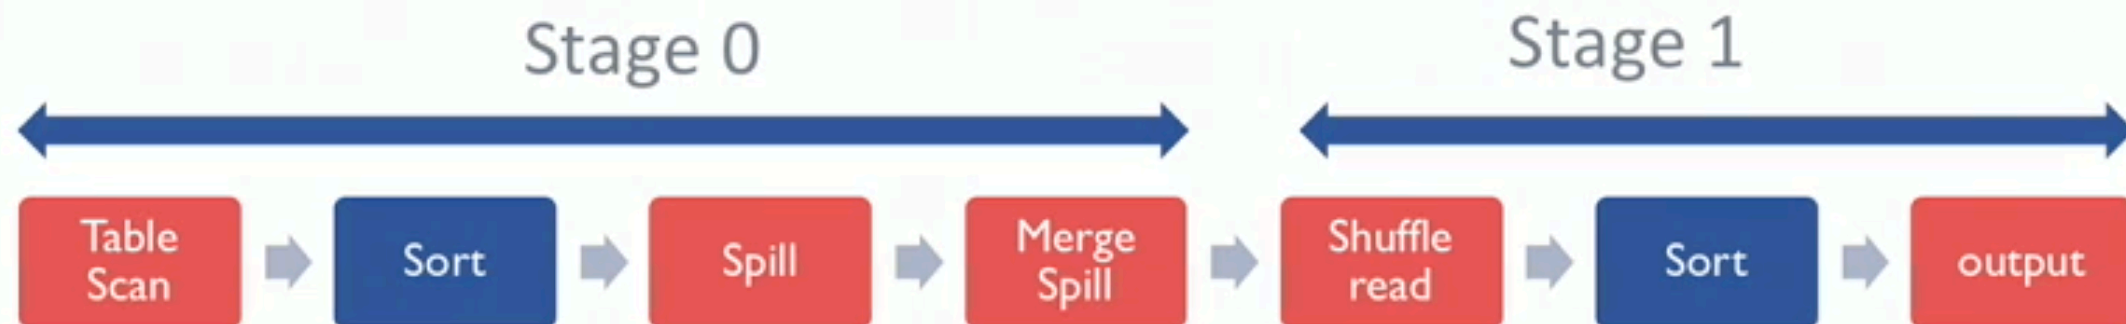 Stage 0
Stage 1
Table
Scan
Sort
Spill
Merge
Spill
Shuffle
read
Sort
output